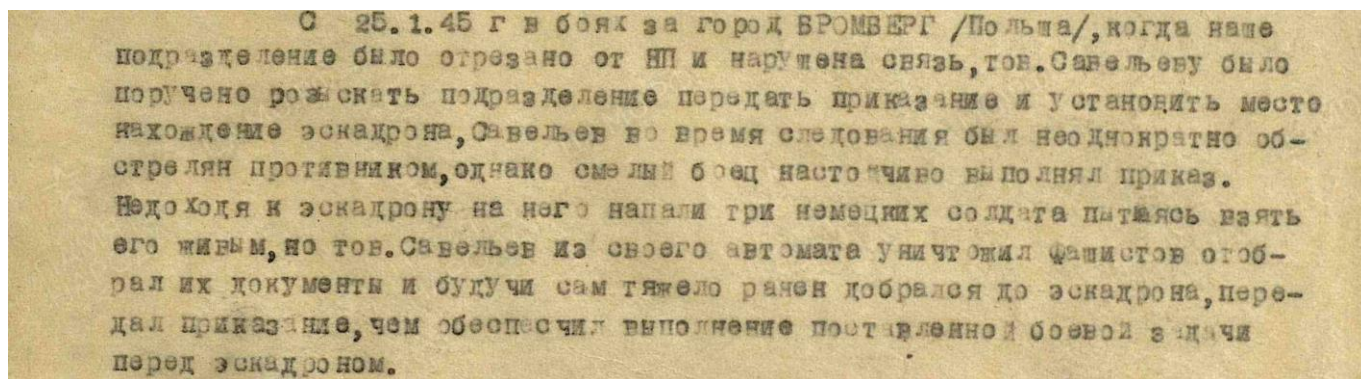 С 25.1.45 г в боях за город БРОМБЕРГ /Польша/,когда наше
подразделение было отрезано от НП и нарушена связь,тов.Савельеву было
поручено розыскать подразделение передать приказание и установить место
нахождение эскадрона,Савельев во время следования был неоднократно об-
стрелян противником,однако смелый боец настойчиво выполнял приказ.
Недоходя к эскадрону на него напали три немецких солдата пытаясь взять
его живым,но тов.Савельев из своего автомата уничтожил фашистов отоб-
рал их документы и будучи сам тяжело ранен добрался до эскадрона,пере-
дал приказание,чем обеспесчил выполнение поставленной боевой задачи
перед эскадроном.